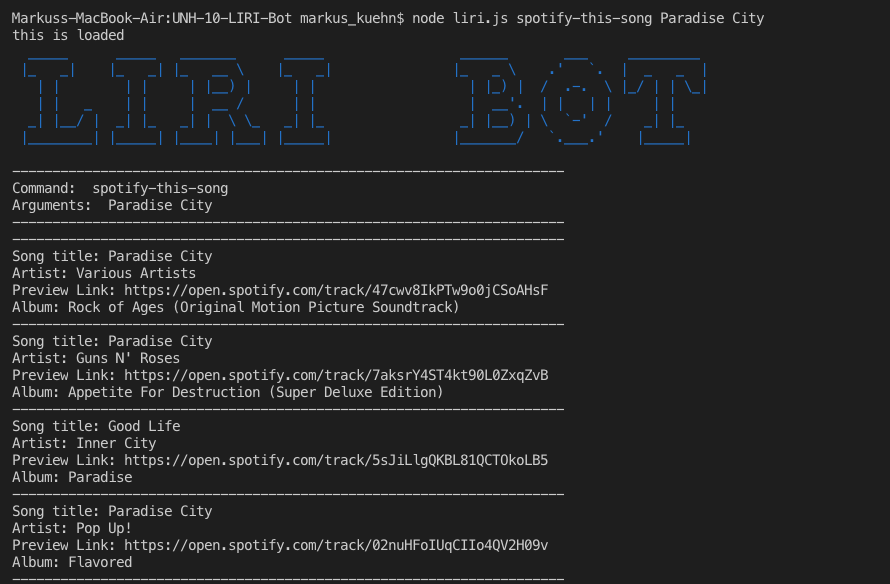 Markuss-MacBook-Air:UNH-10-LIRI-Bot markus_kuehn$ node liri.js spotify-this-song Paradise City
this is loaded
LIRI BOT
Command:  spotify-this-song
Arguments:  Paradise City
Song title: Paradise City
Artist: Various Artists
Preview Link: https://open.spotify.com/track/47cwv8IkPTw9o0jCSoAHsF
Album: Rock of Ages (Original Motion Picture Soundtrack)
Song title: Paradise City
Artist: Guns N' Roses
Preview Link: https://open.spotify.com/track/7aksrY4ST4kt90L0ZxqZvB
Album: Appetite For Destruction (Super Deluxe Edition)
Song title: Good Life
Artist: Inner City
Preview Link: https://open.spotify.com/track/5sJiLlgQKBL81QCTOkoLB5
Album: Paradise
Song title: Paradise City
Artist: Pop Up!
Preview Link: https://open.spotify.com/track/02nuHFoIUqCIIo4QV2H09v
Album: Flavored